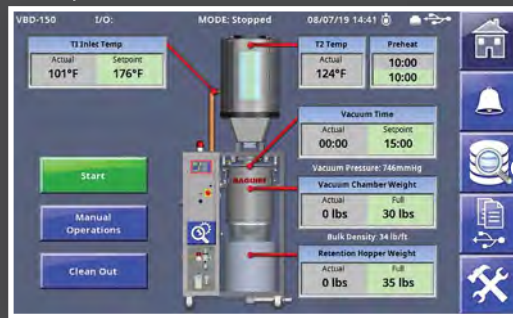 VBD-150 I/O: MODE: Stopped 08/07/19 14:41
T1 Inlet Temp
Actual Setpoint
101°F 176°F
T2 Temp
Actual
124°F
Preheat
10:00
10:00
Vacuum Time
Actual Setpoint
00:00 15:00
Vacuum Pressure: 746mmHg
Vacuum Chamber Weight
Actual Full
0 lbs 30 lbs
Bulk Density: 34 lb/ft
Retention Hopper Weight
Actual Full
0 lbs 35 lbs
Start
Manual
Operations
Clean Out
MAGUIRE